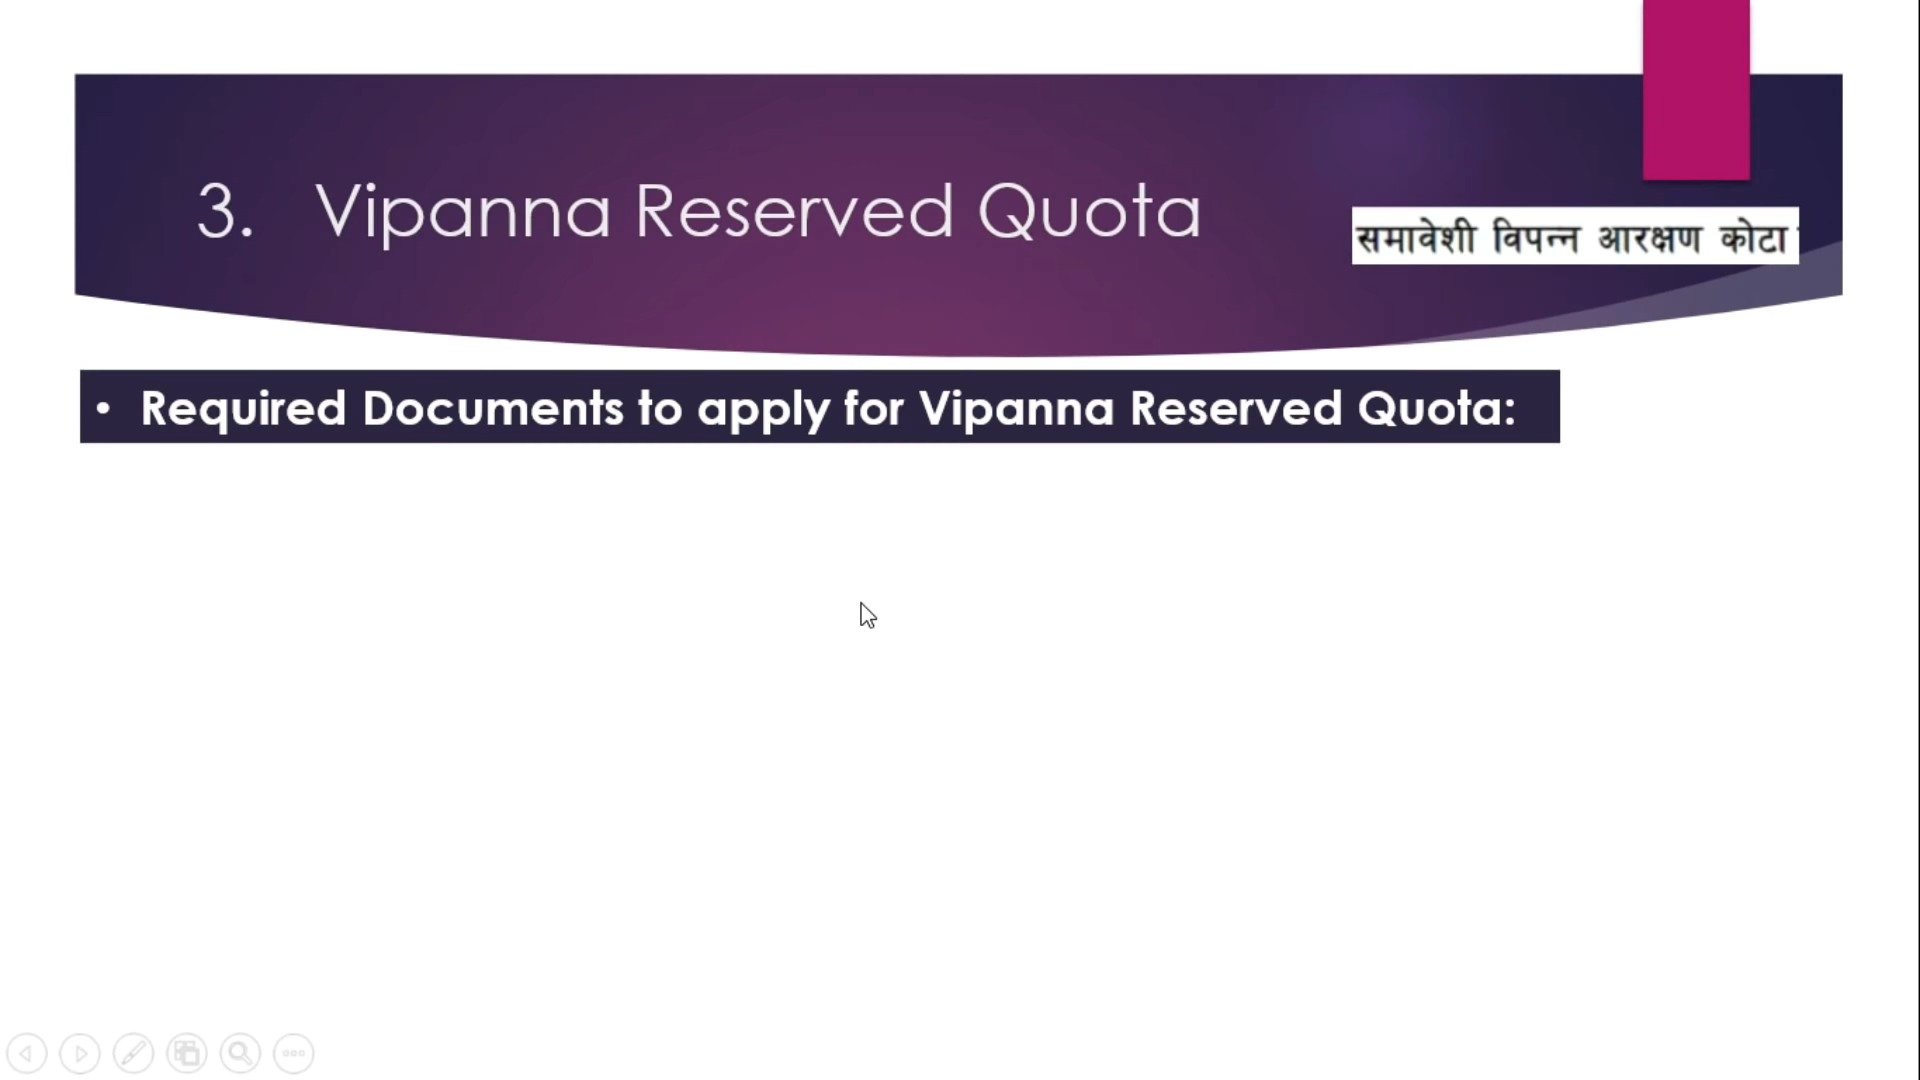 3. Vipanna Reserved Quota
समावेशी विपन्न आरक्षण कोटा
• Required Documents to apply for Vipanna Reserved Quota: